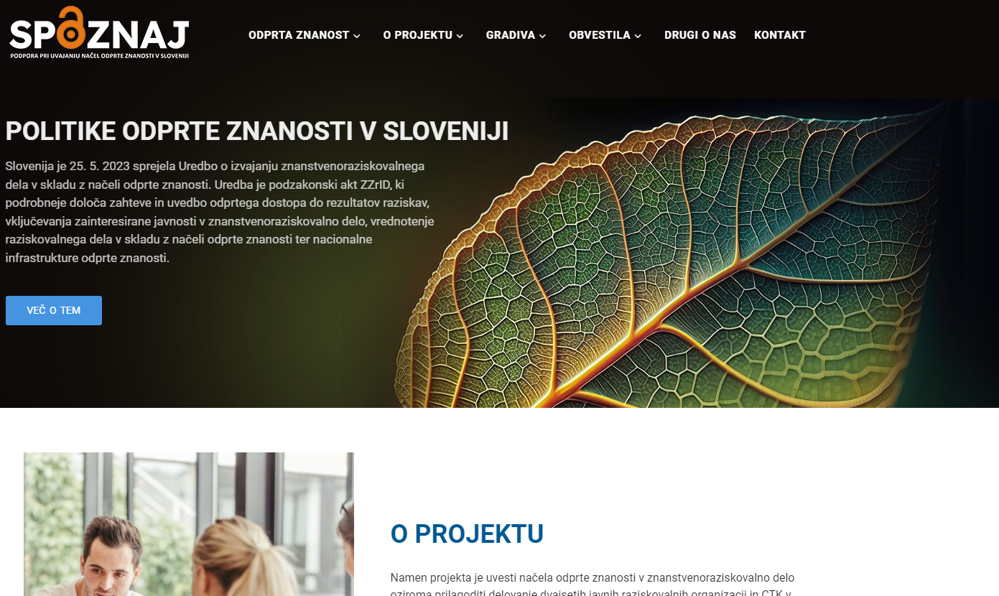 SPOZNAJ
PODPORA PRI UVAJANJU NAČEL ODPRTE ZNANOSTI V SLOVENIJI
ODPRTA ZNANOST O PROJEKTU GRADIVA OBVESTILA DRUGI O NAS KONTAKT
POLITIKE ODPRTE ZNANOSTI V SLOVENIJI
Slovenija je 25. 5. 2023 sprejela Uredbo o izvajanju znanstvenoraziskovalnega
dela v skladu z načeli odprte znanosti. Uredba je podzakonski akt ZZrID, ki
podrobneje določa zahteve in uvedbo odprtega dostopa do rezultatov raziskav,
vključevanja zainteresirane javnosti v znanstvenoraziskovalno delo, vrednotenje
raziskovalnega dela v skladu z načeli odprte znanosti ter nacionalne
infrastrukture odprte znanosti.
VEČ O TEM
O PROJEKTU
Namen projekta je uvesti načela odprte znanosti v znanstvenoraziskovalno delo
oziroma prilagoditi delovanje dvajsetih javnih raziskovalnih organizacij in CTK v